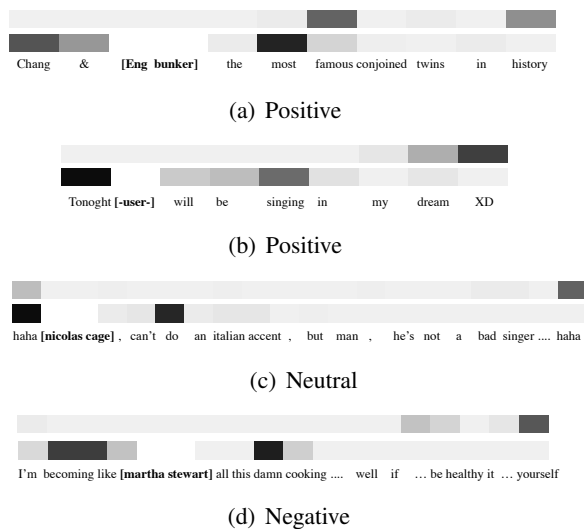 Chang & [Eng bunker] the most famous conjoined twins in history
(a) Positive
Tonoght [-user-] will be singing in my dream XD
(b) Positive
haha [nicolas cage] , can't do an italian accent , but man , he's not a bad singer .... haha
(c) Neutral
I'm becoming like [martha stewart] all this damn cooking .... well if ... be healthy it ... yourself
(d) Negative